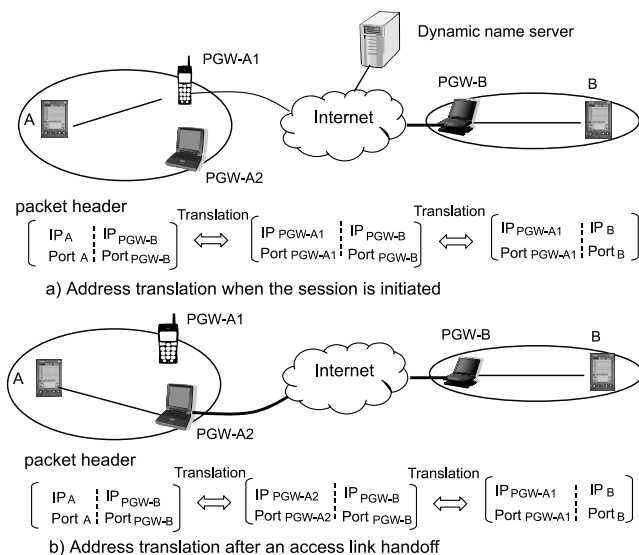 Dynamic name server
PGW-A1
PGW-B
B
A
Internet
PGW-A2
packet header
Translation
Translation
IP A IP PGW-B
Port A Port PGW-B
IP PGW-A1 IP PGW-B
Port PGW-A1 Port PGW-B
IP PGW-A1 IP B
Port PGW-A1 Port B
a) Address translation when the session is initiated
PGW-A1
PGW-B
B
A
Internet
PGW-A2
packet header
Translation
Translation
IP A IP PGW-B
Port A Port PGW-B
IP PGW-A2 IP PGW-B
Port PGW-A2 Port PGW-B
IP PGW-A1 IP B
Port PGW-A1 Port B
b) Address translation after an access link handoff